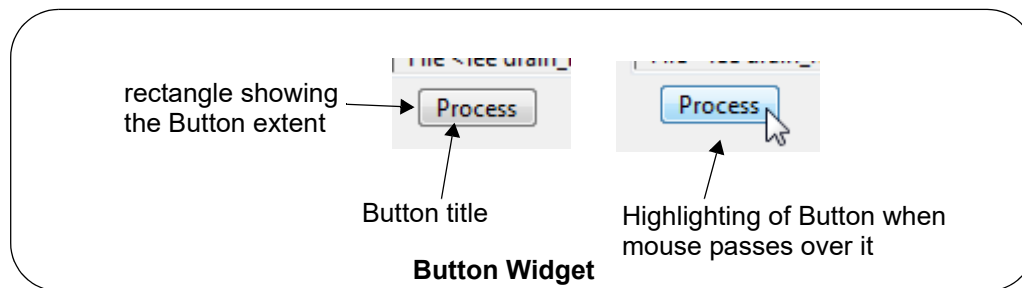 rectangle showing
the Button extent
Process
Process
Button title
Highlighting of Button when
mouse passes over it
Button Widget